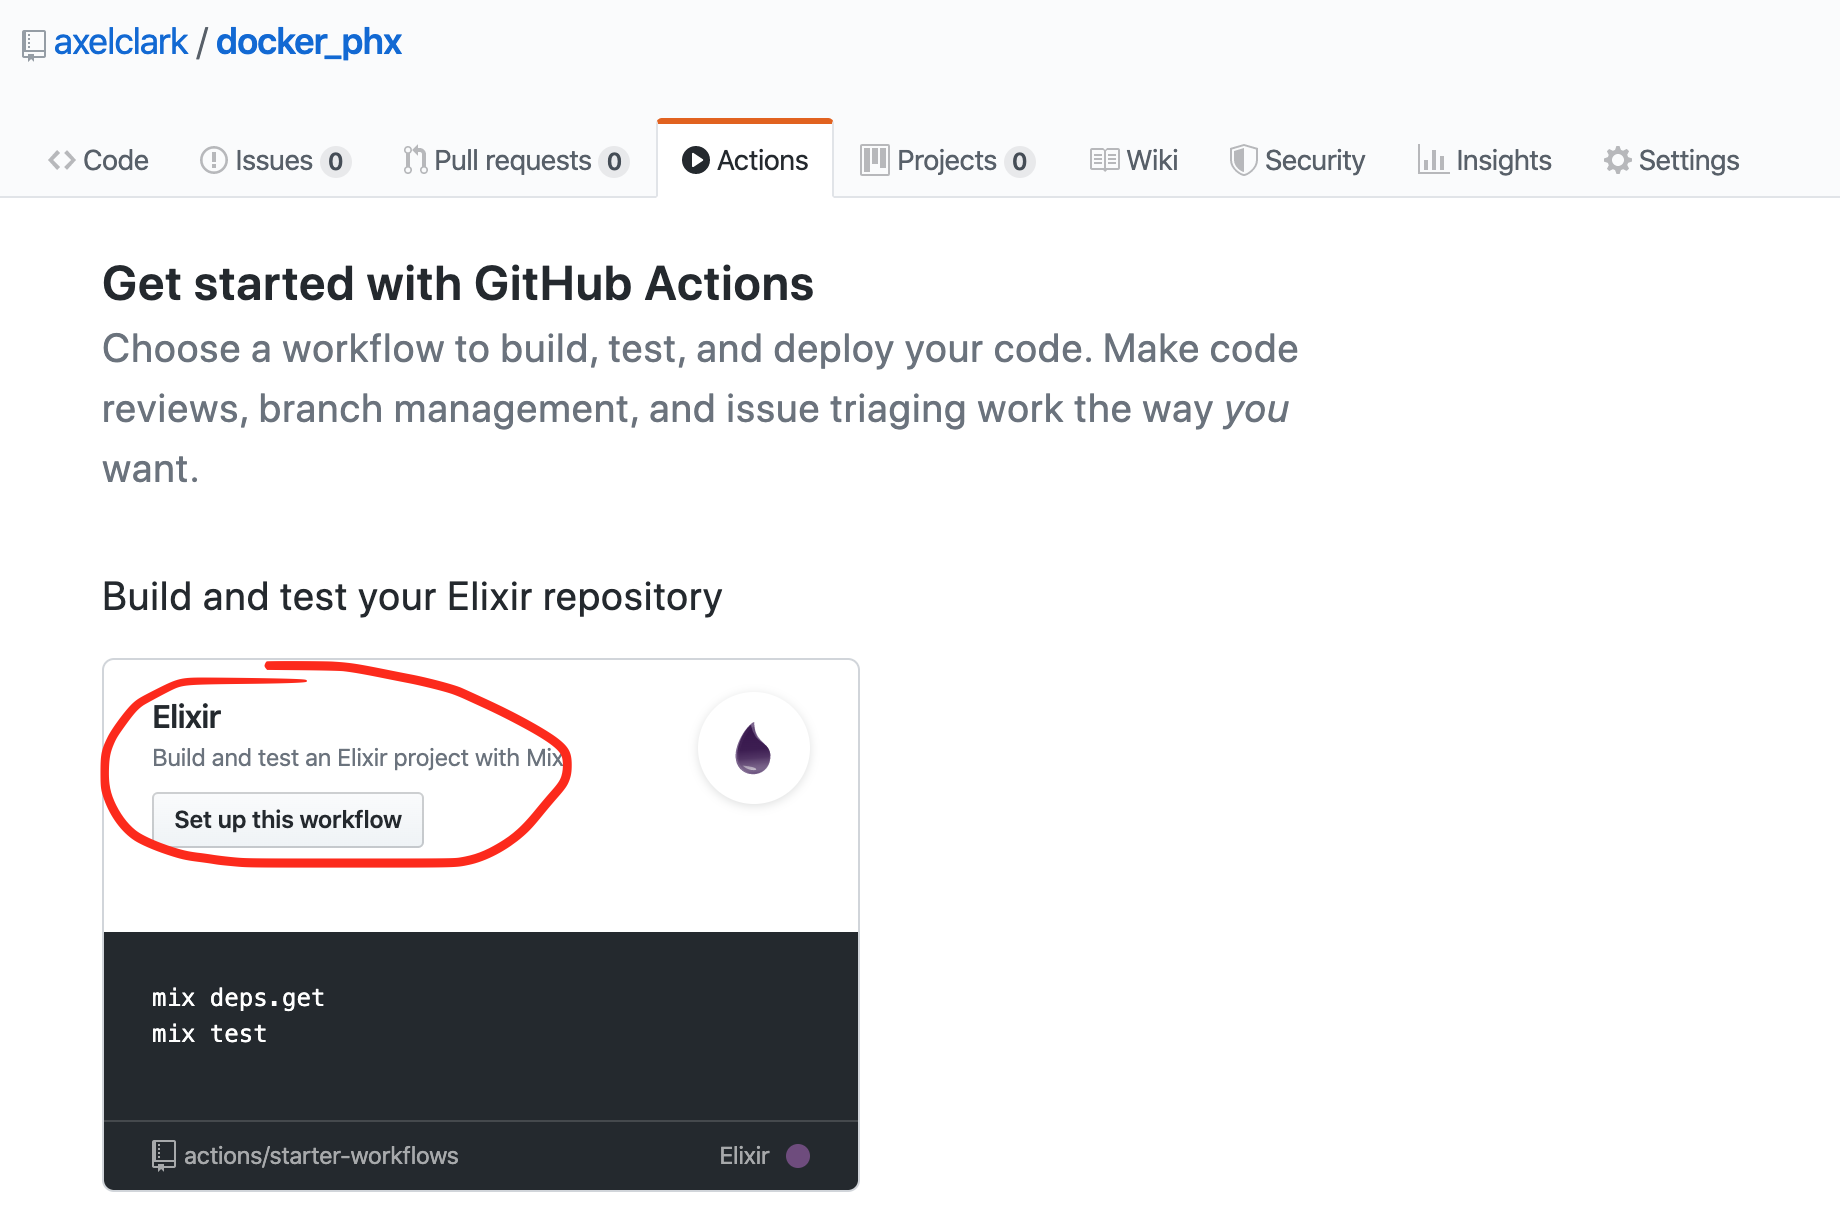 axelclark / docker_phx
Code Issues 0 Pull requests 0 Actions Projects 0 Wiki Security Insights Settings
Get started with GitHub Actions
Choose a workflow to build, test, and deploy your code. Make code
reviews, branch management, and issue triaging work the way you
want.
Build and test your Elixir repository
Elixir
Build and test an Elixir project with Mix
Set up this workflow
mix deps.get
mix test
actions/starter-workflows Elixir